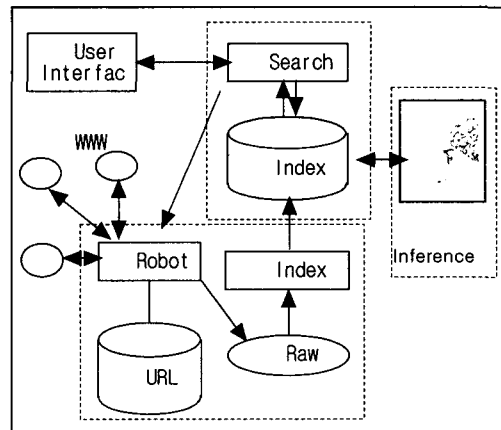 User
Interfac
Search
WWW
Index
Inference
Robot
Index
URL
Raw